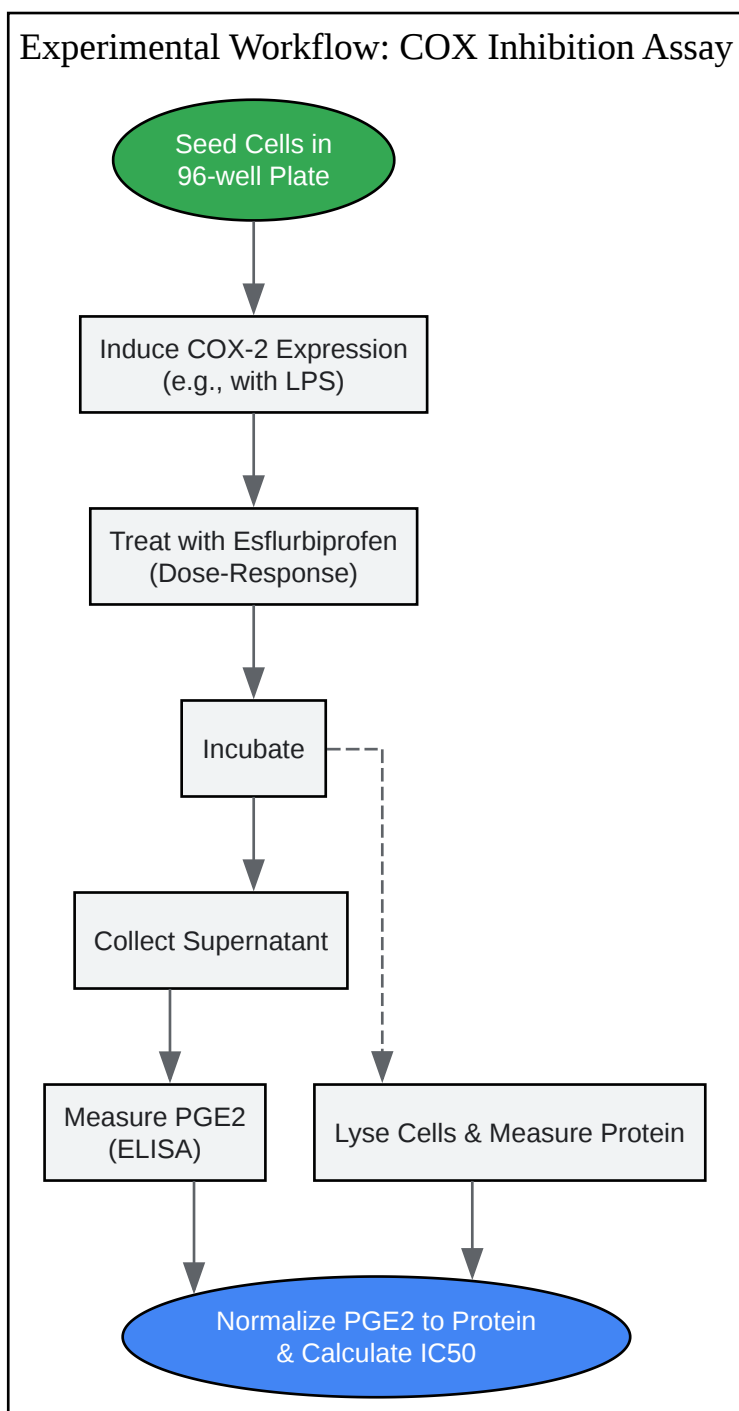 Experimental Workflow: COX Inhibition Assay
Seed Cells in
96-well Plate
Induce COX-2 Expression
(e.g., with LPS)
Treat with Esflurbiprofen
(Dose-Response)
Incubate
Collect Supernatant
Measure PGE2
(ELISA)
Lyse Cells & Measure Protein
Normalize PGE2 to Protein
& Calculate IC50